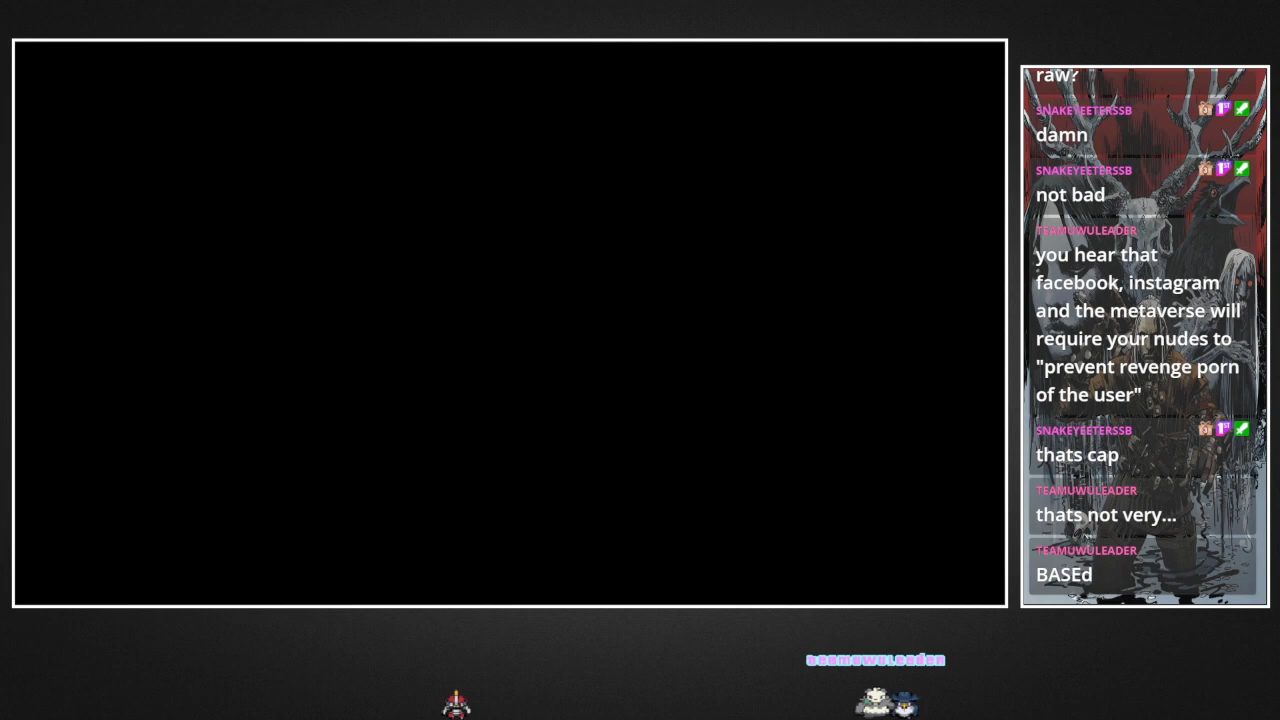 raw?
SNAKEYEETERSSB
damn
SNAKEYEETERSSB
not bad
TEAMUWULEADER
you hear that
facebook, instagram
and the metaverse will
require your nudes to
"prevent revenge porn
of the user"
SNAKEYEETERSSB
thats cap
TEAMUWULEADER
thats not very...
TEAMUWULEADER
BASEd
teamuwuleader